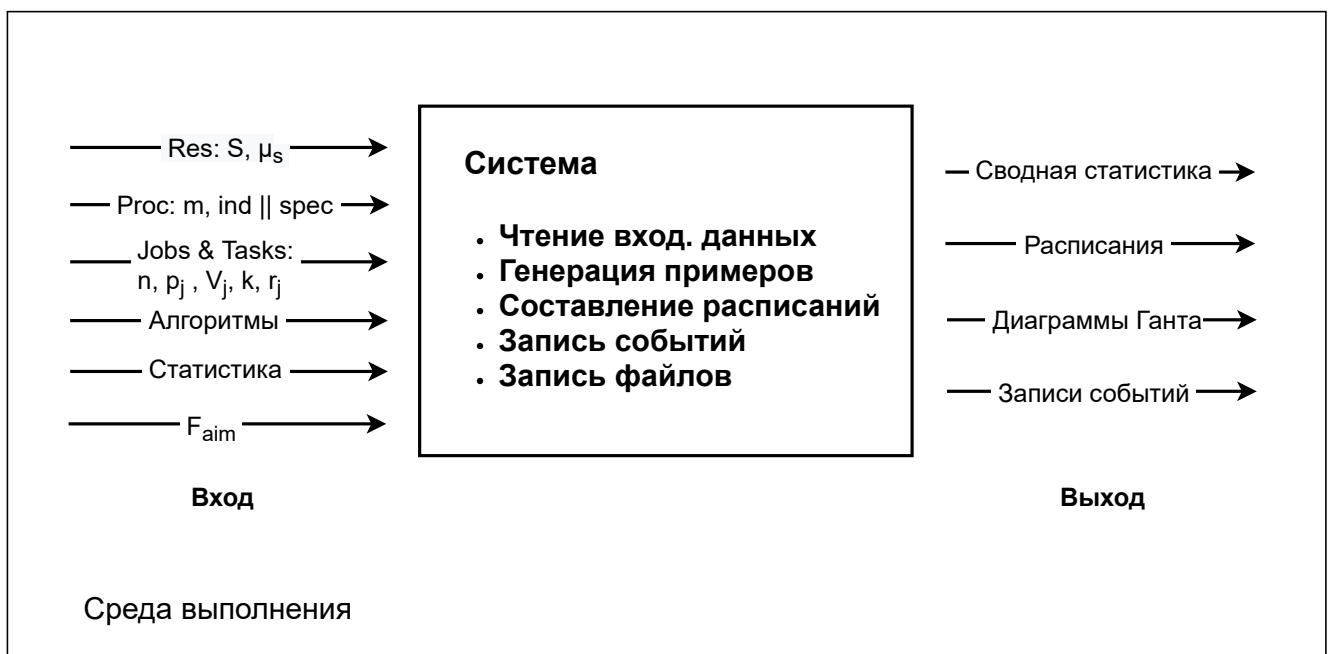 Res: S, μs
Proc: m, ind || spec
Jobs & Tasks:
n, pj , Vj, k, rj
Алгоритмы
Статистика
Faim
Вход
Система
• Чтение вход. данных
• Генерация примеров
• Составление расписаний
• Запись событий
• Запись файлов
Сводная статистика
Расписания
Диаграммы Ганта
Записи событий
Выход
Среда выполнения